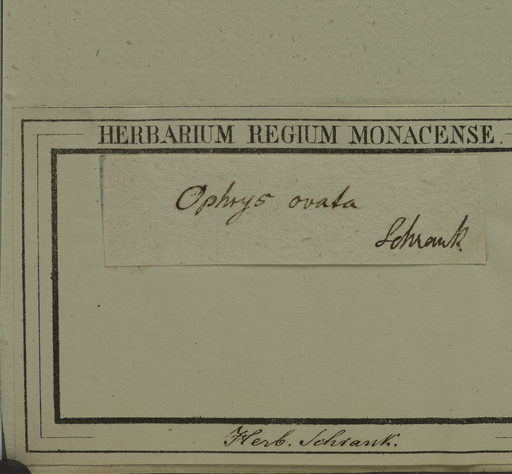 HERBARIUM REGIUM MONACENSE.
Ophrys ovata
Schrank
Herb. Schrank.